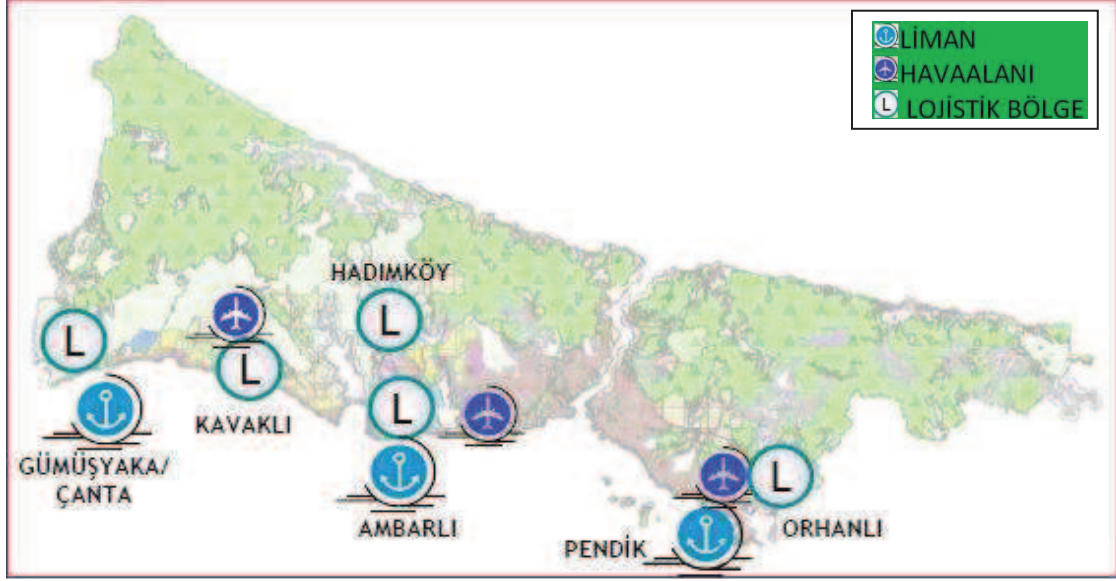 LİMAN
HAVAALANI
L LOJİSTİK BÖLGE
HADIMKÖY
L
L
L
KAVAKLI
L
GÜMÜŞYAKA/
ÇANTA
AMBARLI
L
ORHANLI
PENDİK